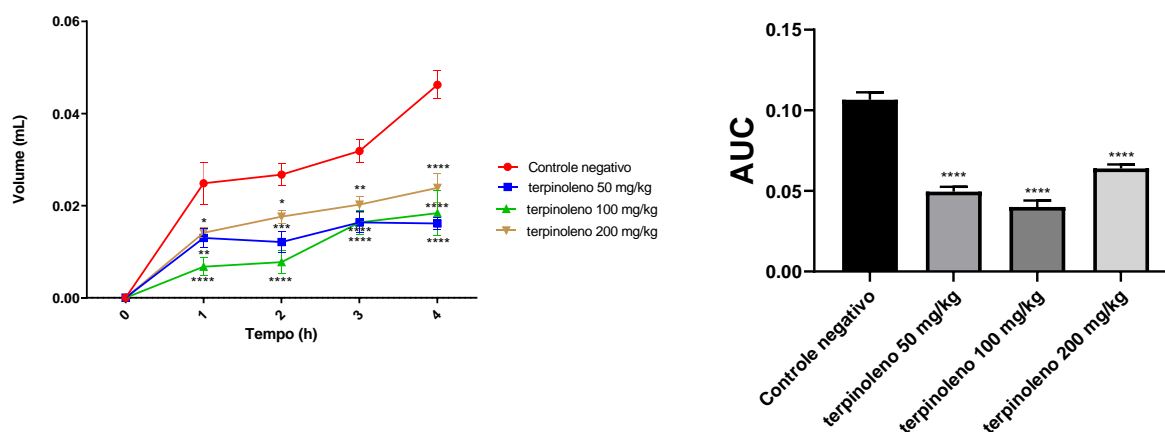 0.06
0.04
0.02
0.00
Volume (mL)
****
**
*
*
****
***
****
**
****
****
****
****
0
1
2
3
4
Tempo (h)
Controle negativo
terpinoleno 50 mg/kg
terpinoleno 100 mg/kg
terpinoleno 200 mg/kg
0.15
0.10
0.05
0.00
AUC
****
****
****
Controle negativo
terpinoleno 50 mg/kg
terpinoleno 100 mg/kg
terpinoleno 200 mg/kg